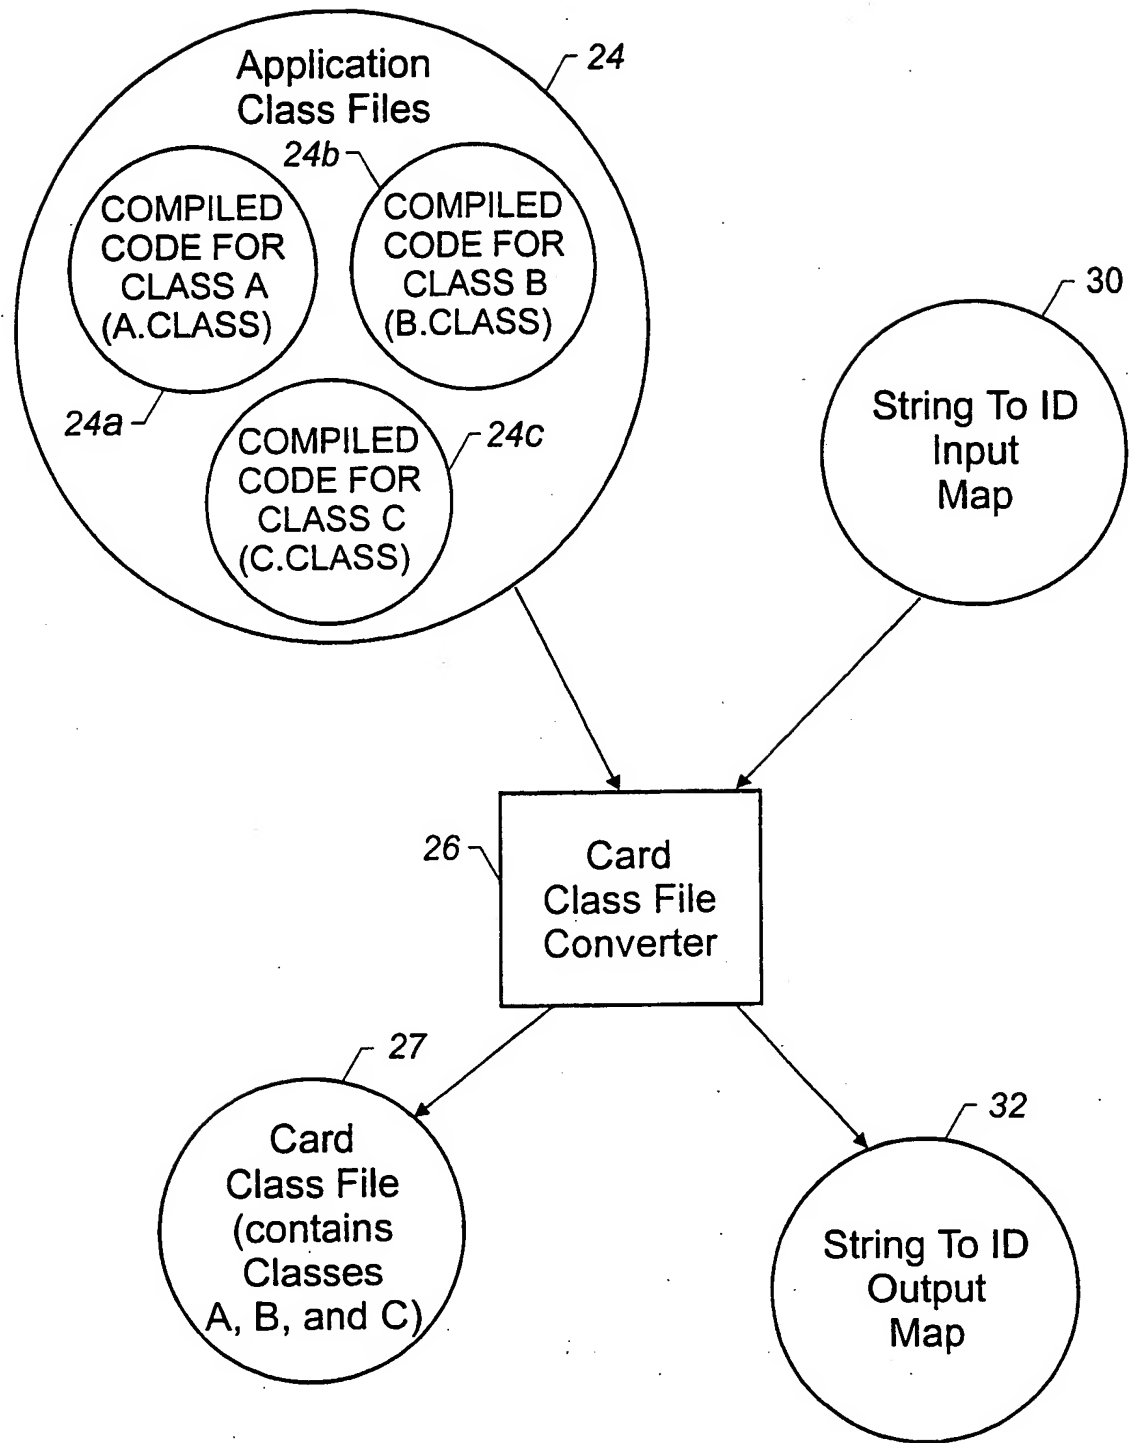 Application
Class Files
24
24b
COMPILED
CODE FOR
CLASS A
(A.CLASS)
COMPILED
CODE FOR
CLASS B
(B.CLASS)
24a
COMPILED
CODE FOR
CLASS C
(C.CLASS)
24c
30
String To ID
Input
Map
26
Card
Class File
Converter
27
Card
Class File
(contains
Classes
A, B, and C)
32
String To ID
Output
Map